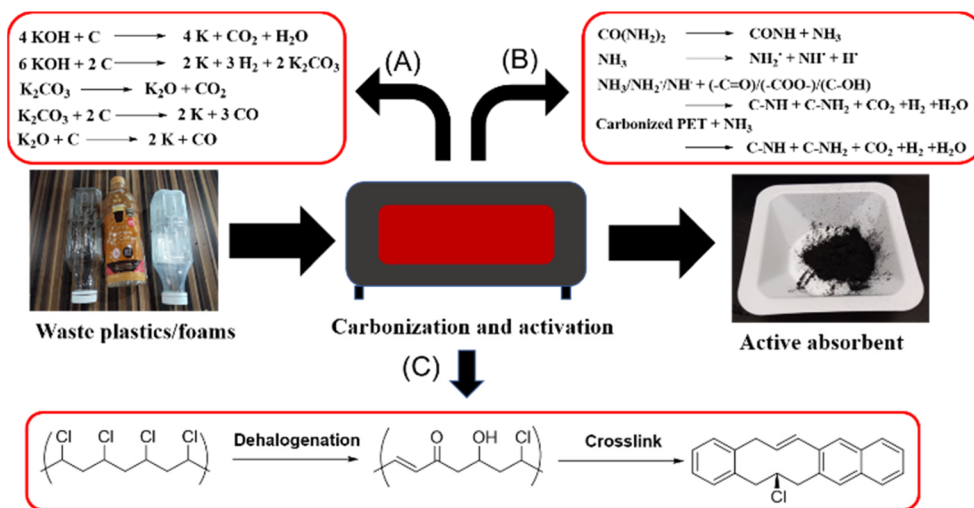 4 KOH + C → 4 K + CO₂ + H₂O
6 KOH + 2 C → 2 K + 3 H₂ + 2 K₂CO₃
K₂CO₃ → K₂O + CO₂
K₂CO₃ + 2 C → 2 K + 3 CO
K₂O + C → 2 K + CO
(A)
(B)
CO(NH₂)₂ → CONH + NH₃
NH₃ → NH₂˙ + NH˙ + H˙
NH₃/NH₂˙/NH˙ + (-C=O)/(-COO-)/(C-OH)
→ C-NH + C-NH₂ + CO₂ +H₂ +H₂O
Carbonized PET + NH₃
→ C-NH + C-NH₂ + CO₂ +H₂ +H₂O
Waste plastics/foams
Carbonization and activation
Active absorbent
(C)
Cl Cl Cl Cl
Dehalogenation
O OH Cl
Crosslink
Cl